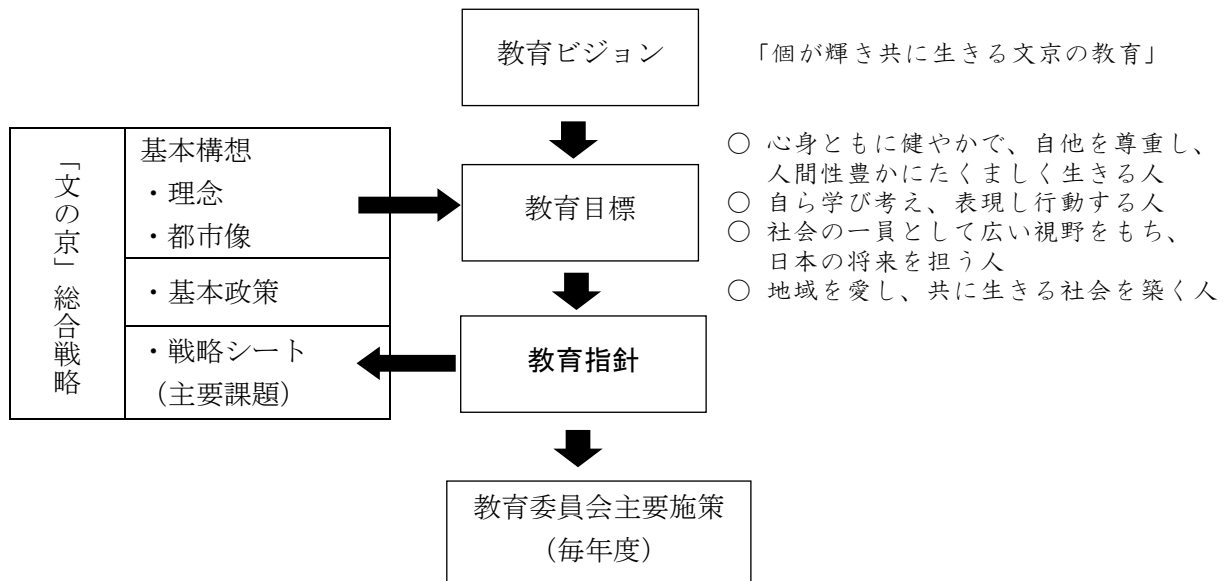 教育ビジョン
「個が輝き共に生きる文京の教育」
「文の京」総合戦略
基本構想
・理念
・都市像
・基本政策
・戦略シート
（主要課題）
教育目標
○ 心身ともに健やかで、自他を尊重し、
人間性豊かにたくましく生きる人
○ 自ら学び考え、表現し行動する人
○ 社会の一員として広い視野をもち、
日本の将来を担う人
○ 地域を愛し、共に生きる社会を築く人
教育指針
教育委員会主要施策
（毎年度）